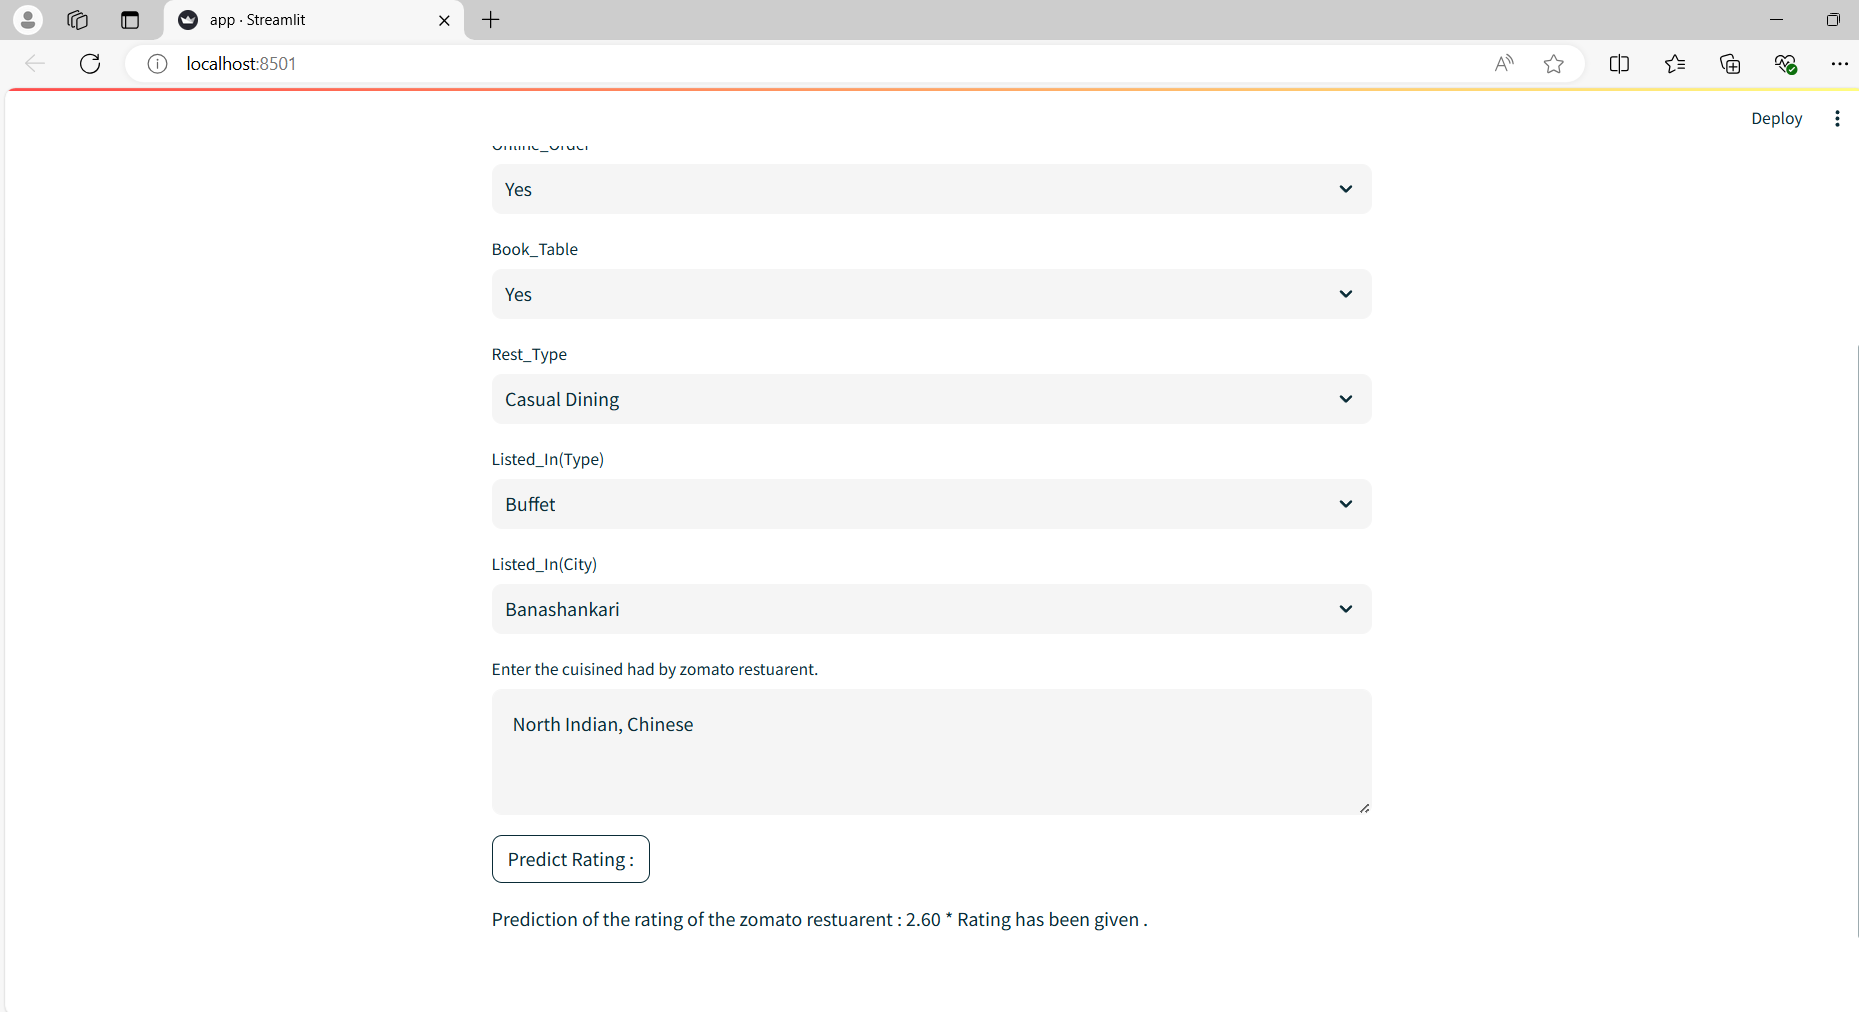 app · Streamlit
localhost:8501
Deploy
Online_Order
Yes
Book_Table
Yes
Rest_Type
Casual Dining
Listed_In(Type)
Buffet
Listed_In(City)
Banashankari
Enter the cuisined had by zomato restuarent.
North Indian, Chinese
Predict Rating :
Prediction of the rating of the zomato restuarent : 2.60 * Rating has been given .